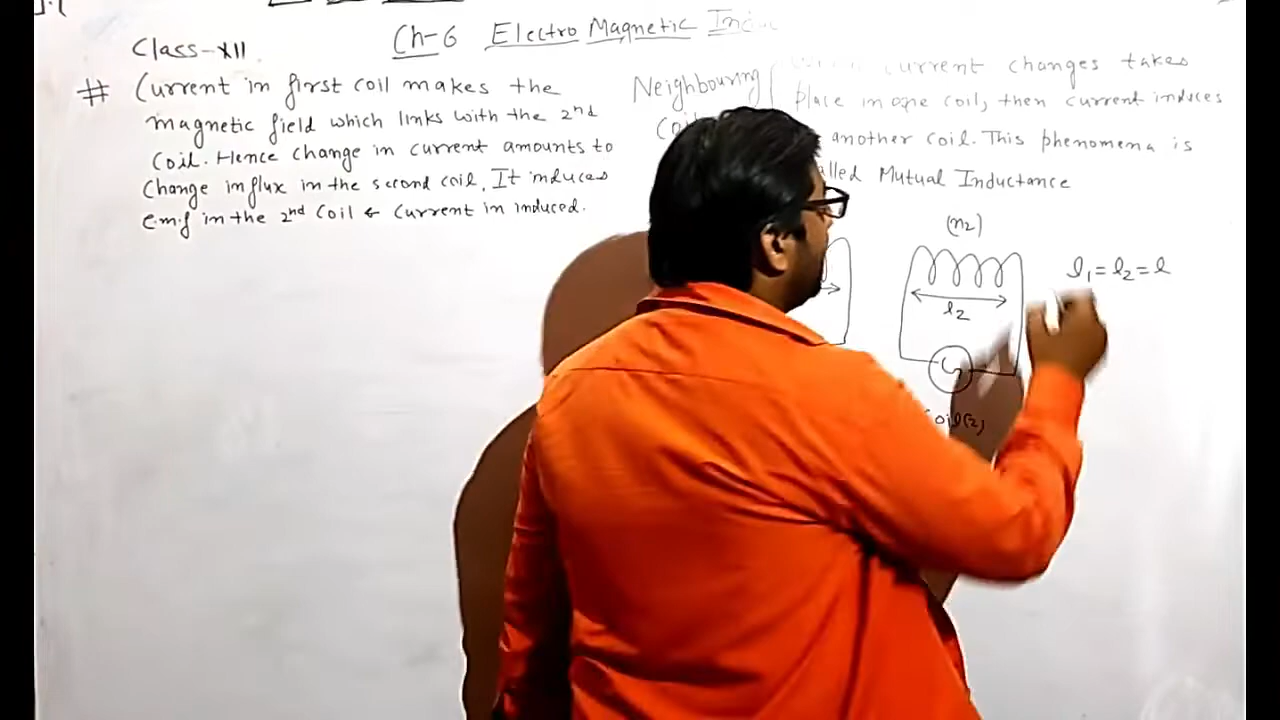 Class-XII
Ch-6 Electro Magnetic
# Current in first coil makes the
magnetic field which links with the 2nd
coil. Hence change in current amounts to
change in flux in the second coil. It induces
e.m.f in the 2nd coil & current in induced.
Neighbouring
current changes takes
place in one coil, then current induces
another coil. This phenomena is
Mutual Inductance
(n2)
l2
G
l1 = l2 = l